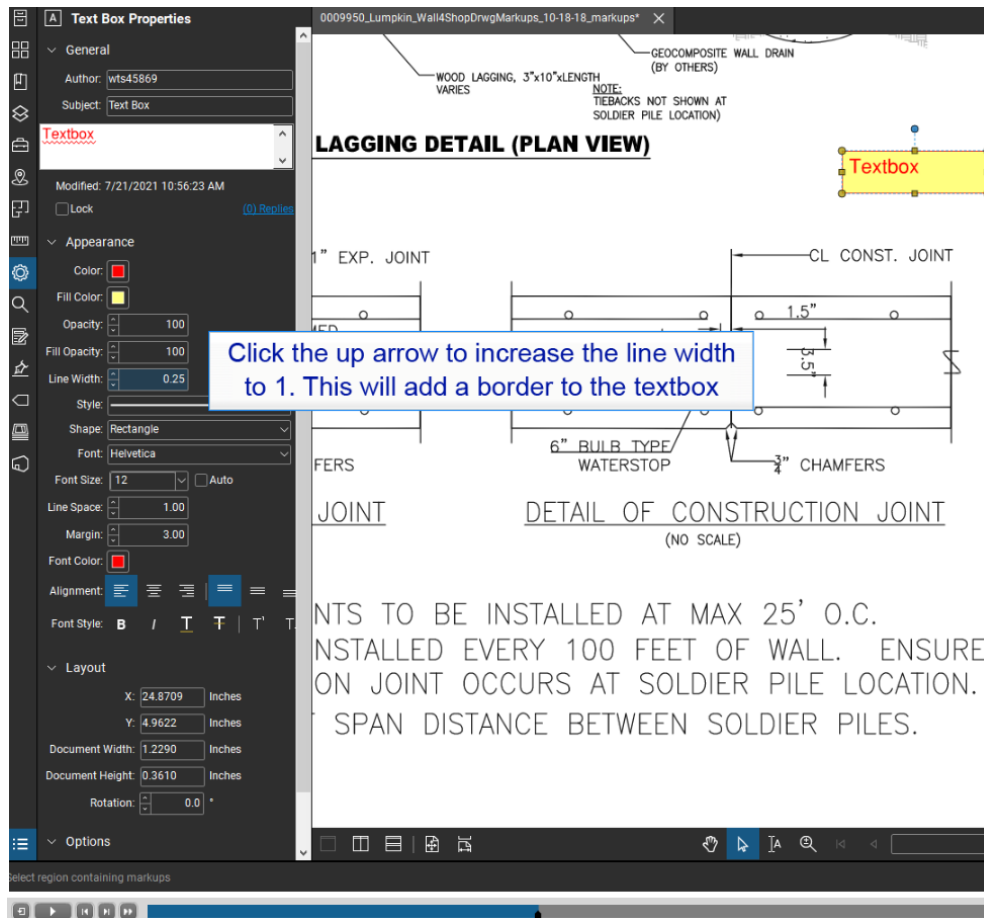 Text Box Properties
General
Author: wts45869
Subject: Text Box
Textbox
Modified: 7/21/2021 10:56:23 AM
Lock
(0) Replies
Appearance
Color:
Fill Color:
Opacity: 100
Fill Opacity: 100
Line Width: 0.25
Style:
Shape: Rectangle
Font: Helvetica
Font Size: 12 Auto
Line Space: 1.00
Margin: 3.00
Font Color:
Alignment:
Font Style: B I T T T' T.
Layout
X: 24.8709 Inches
Y: 4.9622 Inches
Document Width: 1.2290 Inches
Document Height: 0.3610 Inches
Rotation: 0.0 °
Options
Select region containing markups
0009950_Lumpkin_Wall4ShopDrwgMarkups_10-18-18_markups*
GEOCOMPOSITE WALL DRAIN
(BY OTHERS)
WOOD LAGGING, 3"x10"xLENGTH
VARIES
NOTE:
TIEBACKS NOT SHOWN AT
SOLDIER PILE LOCATION)
LAGGING DETAIL (PLAN VIEW)
Textbox
1" EXP. JOINT
CL CONST. JOINT
1.5"
3.5"
Click the up arrow to increase the line width
to 1. This will add a border to the textbox
6" BULB TYPE
WATERSTOP
FERS
3/4" CHAMFERS
JOINT
DETAIL OF CONSTRUCTION JOINT
(NO SCALE)
NTS TO BE INSTALLED AT MAX 25' O.C.
NSTALLED EVERY 100 FEET OF WALL. ENSURE
ON JOINT OCCURS AT SOLDIER PILE LOCATION.
SPAN DISTANCE BETWEEN SOLDIER PILES.